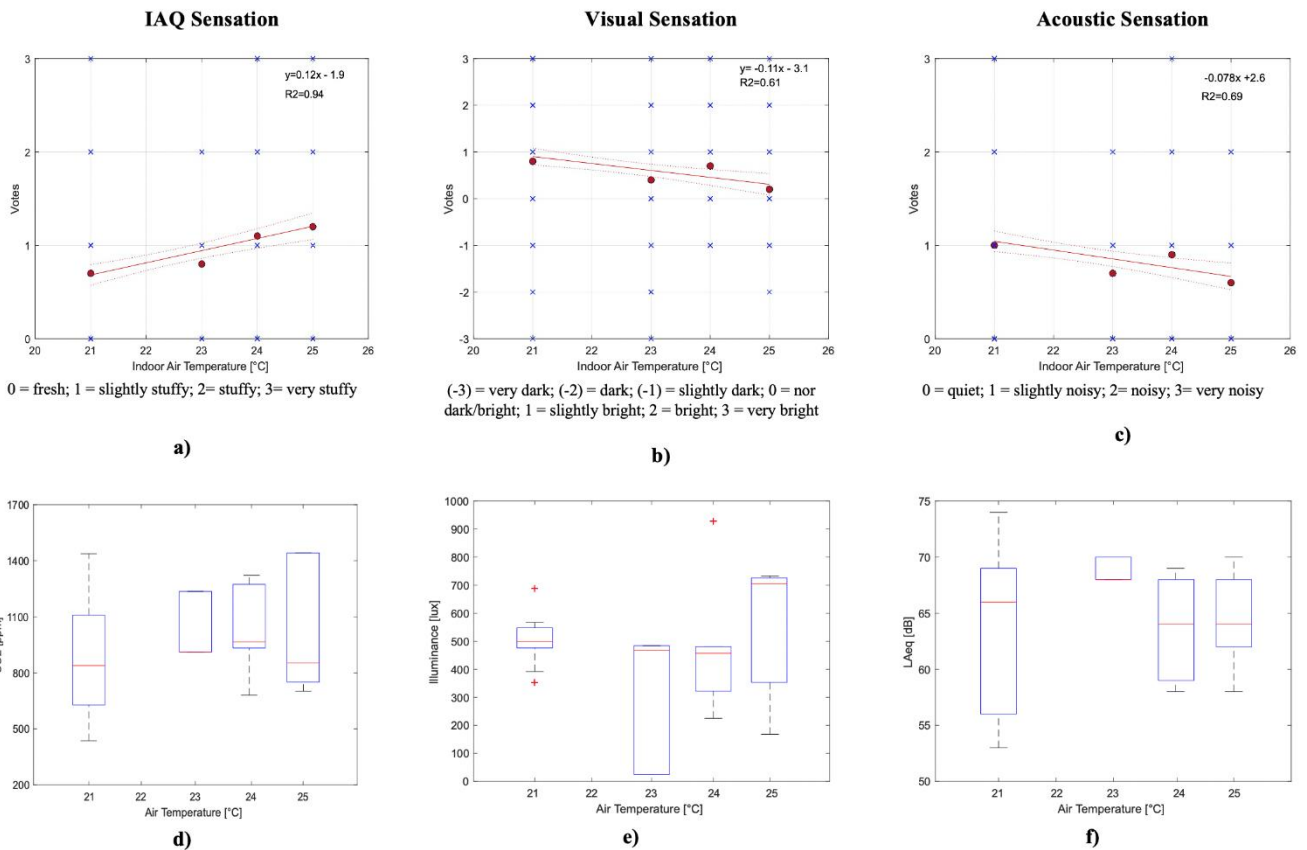 IAQ Sensation
Visual Sensation
Acoustic Sensation
3
2
1
0
Votes
y=0.12x - 1.9
R2=0.94
20 21 22 23 24 25 26
Indoor Air Temperature [°C]
0 = fresh; 1 = slightly stuffy; 2= stuffy; 3= very stuffy
a)
3
2
1
0
-1
-2
-3
Votes
y= -0.11x - 3.1
R2=0.61
20 21 22 23 24 25 26
Indoor Air Temperature [°C]
(-3) = very dark; (-2) = dark; (-1) = slightly dark; 0 = nor
dark/bright; 1 = slightly bright; 2 = bright; 3 = very bright
b)
3
2
1
0
Votes
-0.078x +2.6
R2=0.69
20 21 22 23 24 25 26
Indoor Air Temperature [°C]
0 = quiet; 1 = slightly noisy; 2= noisy; 3= very noisy
c)
1700
1400
1100
800
500
200
21 22 23 24 25
Air Temperature [°C]
d)
1000
900
800
700
600
500
400
300
200
100
0
Illuminance [lux]
21 22 23 24 25
Air Temperature [°C]
e)
75
70
65
60
55
50
LAeq [dB]
21 22 23 24 25
Air Temperature [°C]
f)